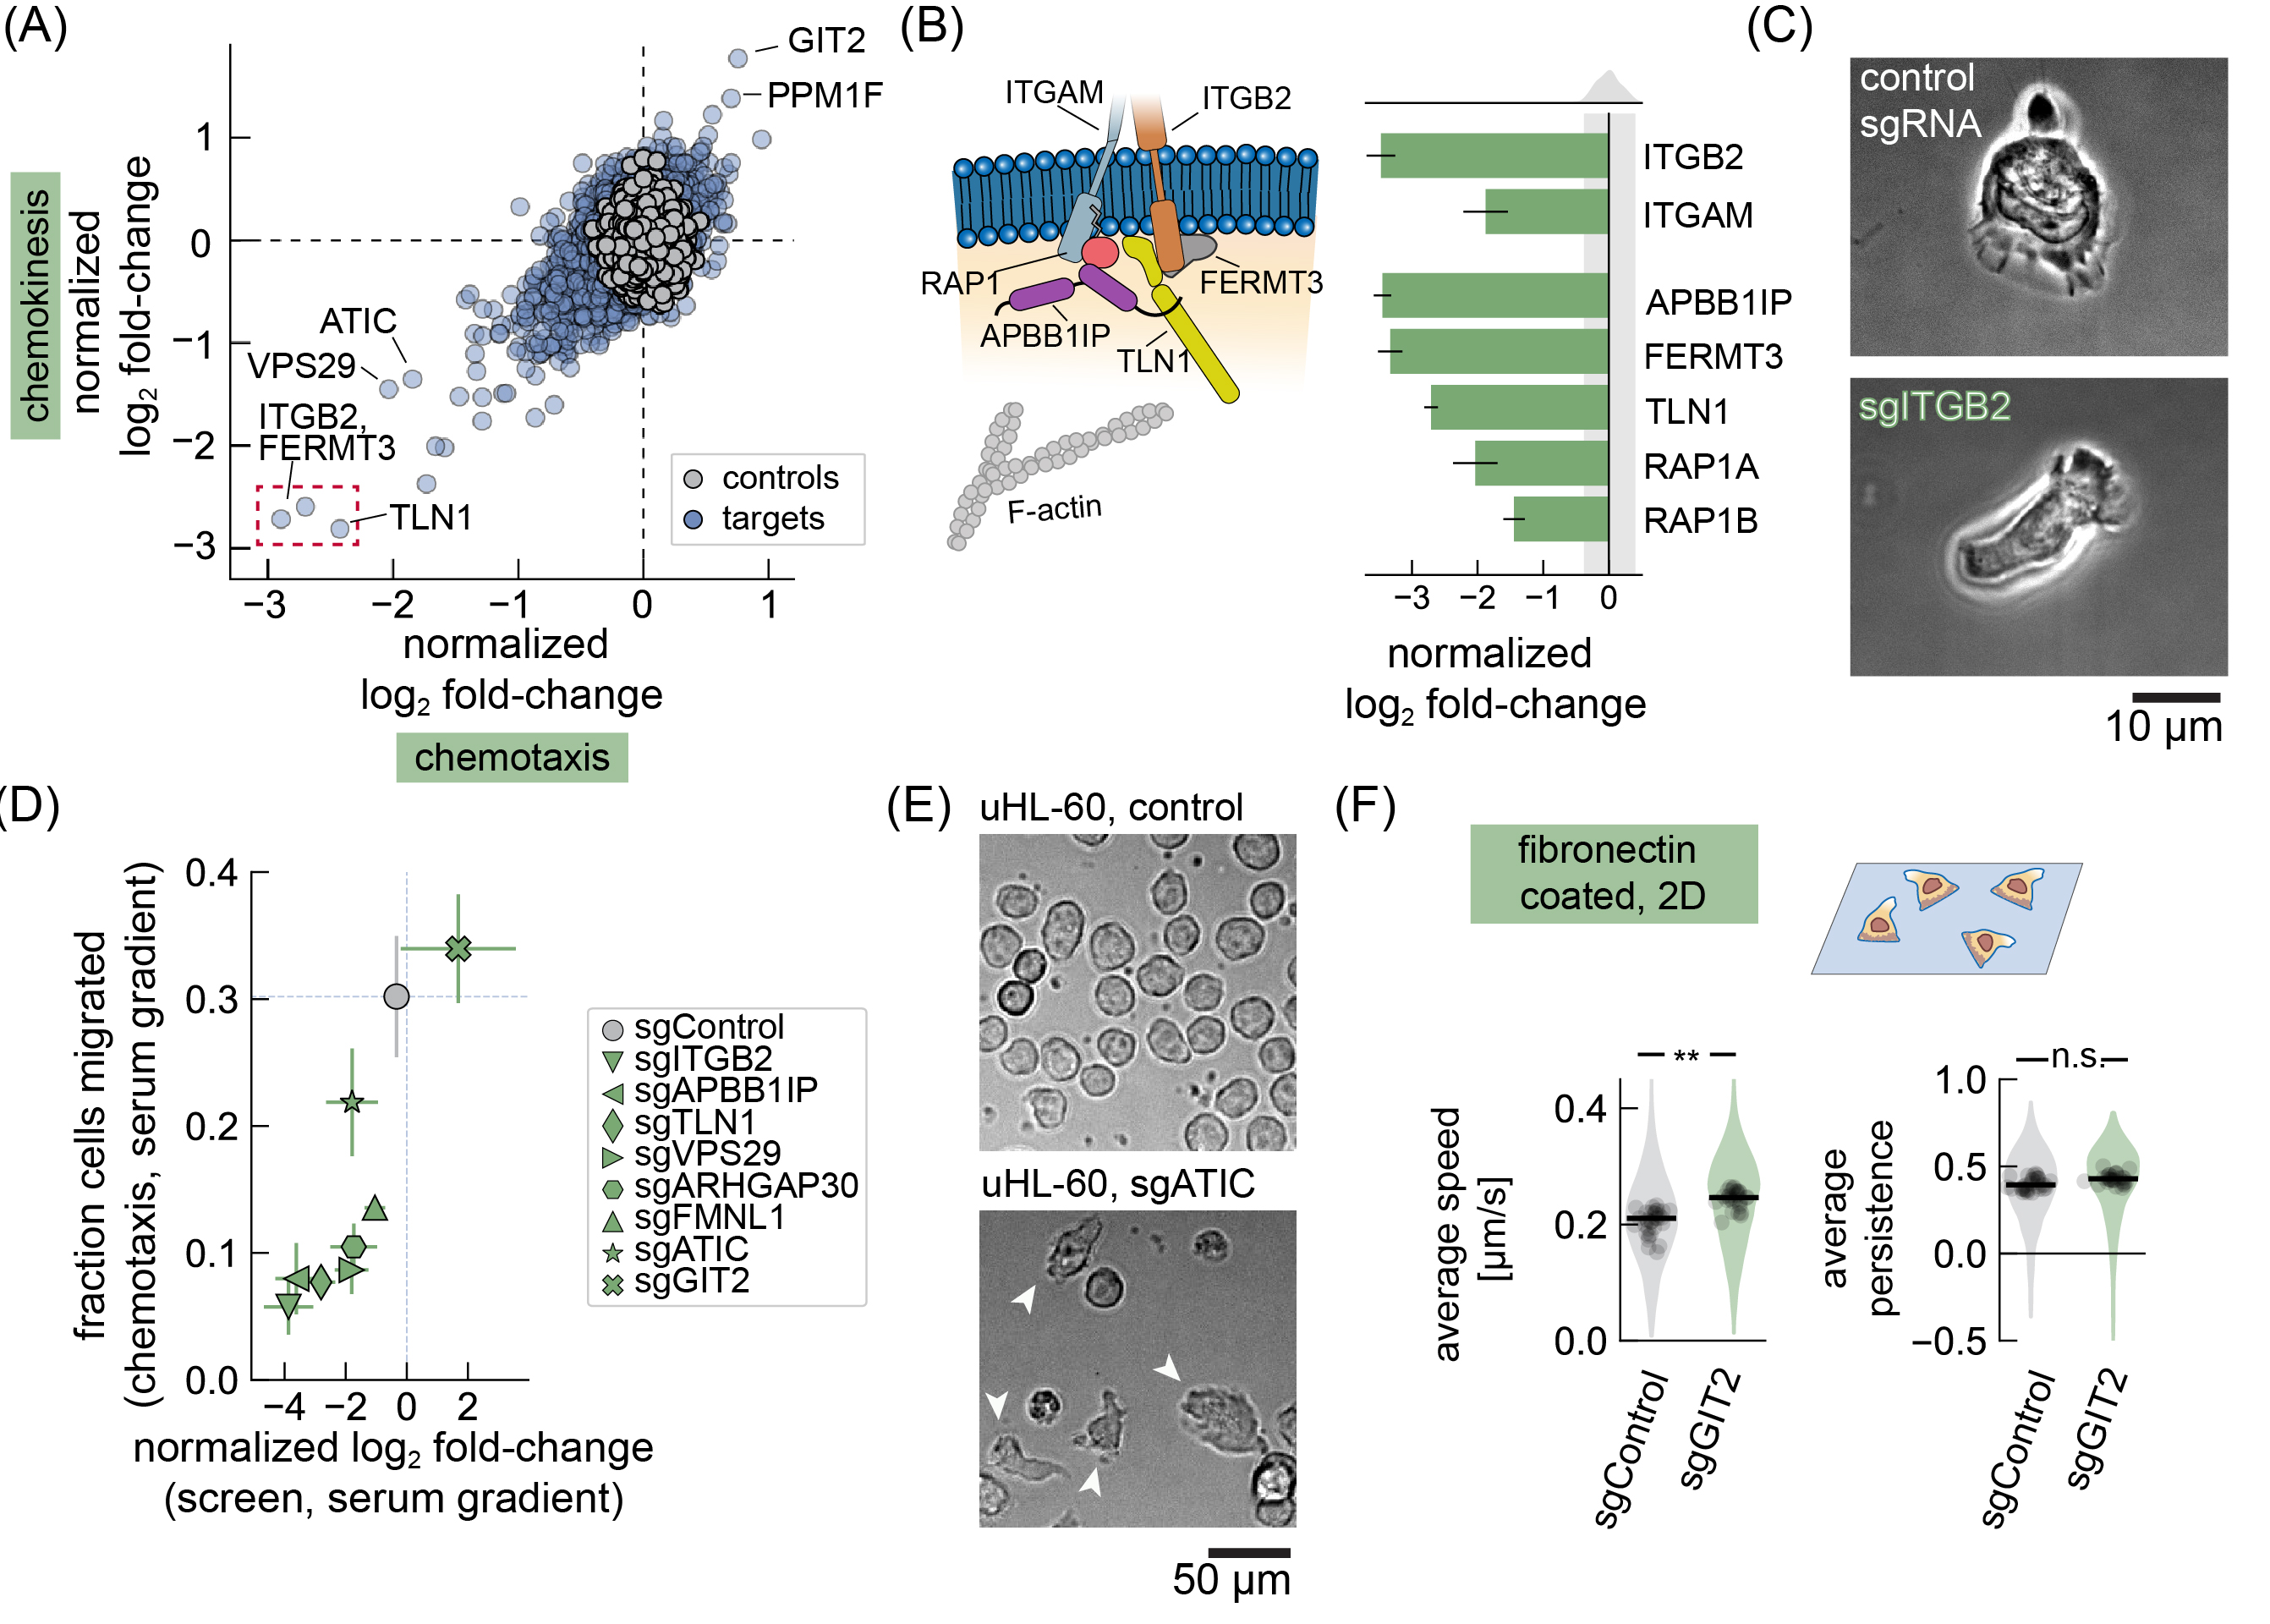 (A)
chemokinesis
normalized
log2 fold-change
1
0
−1
−2
−3
GIT2
PPM1F
ATIC
VPS29
ITGB2,
FERMT3
TLN1
controls
targets
−3
−2
−1
0
1
normalized
log2 fold-change
chemotaxis
(B)
ITGAM
ITGB2
RAP1
FERMT3
APBB1IP
TLN1
F-actin
ITGB2
ITGAM
APBB1IP
FERMT3
TLN1
RAP1A
RAP1B
−3
−2
−1
0
normalized
log2 fold-change
(C)
control
sgRNA
sgITGB2
10 µm
(D)
fraction cells migrated
(chemotaxis, serum gradient)
0.4
0.3
0.2
0.1
0.0
−4
−2
0
2
normalized log2 fold-change
(screen, serum gradient)
sgControl
sgITGB2
sgAPBB1IP
sgTLN1
sgVPS29
sgARHGAP30
sgFMNL1
sgATIC
sgGIT2
(E)
uHL-60, control
uHL-60, sgATIC
50 µm
(F)
fibronectin
coated, 2D
average speed
[µm/s]
0.4
0.2
0.0
**
sgControl
sgGIT2
average
persistence
1.0
0.5
0.0
−0.5
n.s.
sgControl
sgGIT2